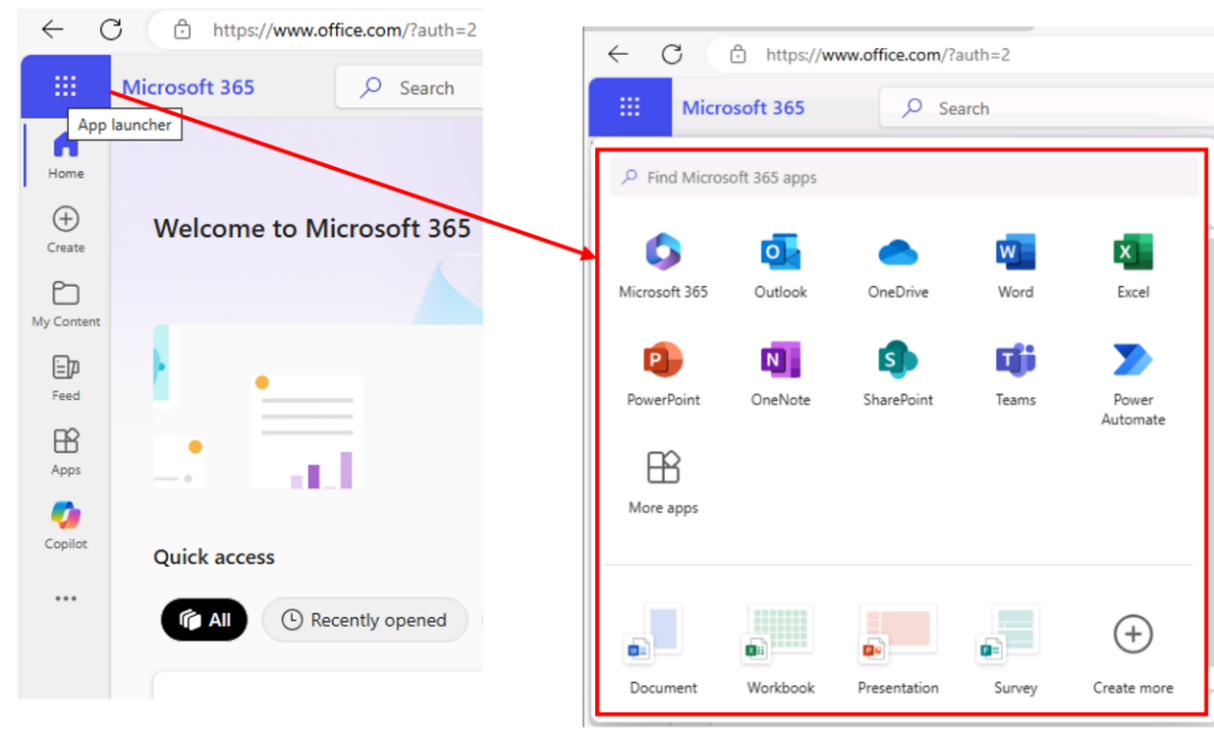 https://www.office.com/?auth=2
Microsoft 365
Search
App launcher
Home
Create
My Content
Feed
Apps
Copilot
Welcome to Microsoft 365
Quick access
All
Recently opened
https://www.office.com/?auth=2
Microsoft 365
Search
Find Microsoft 365 apps
Microsoft 365
Outlook
OneDrive
Word
Excel
PowerPoint
OneNote
SharePoint
Teams
Power
Automate
More apps
Document
Workbook
Presentation
Survey
Create more